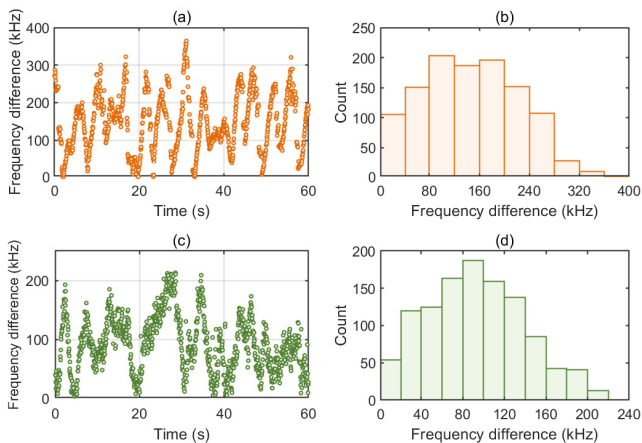 (a)
Frequency difference (kHz)
400
300
200
100
0
0 20 40 60
Time (s)
(b)
Count
250
200
150
100
50
0
0 80 160 240 320 400
Frequency difference (kHz)
(c)
Frequency difference (kHz)
200
100
0
0 20 40 60
Time (s)
(d)
Count
200
150
100
50
0
0 40 80 120 160 200 240
Frequency difference (kHz)